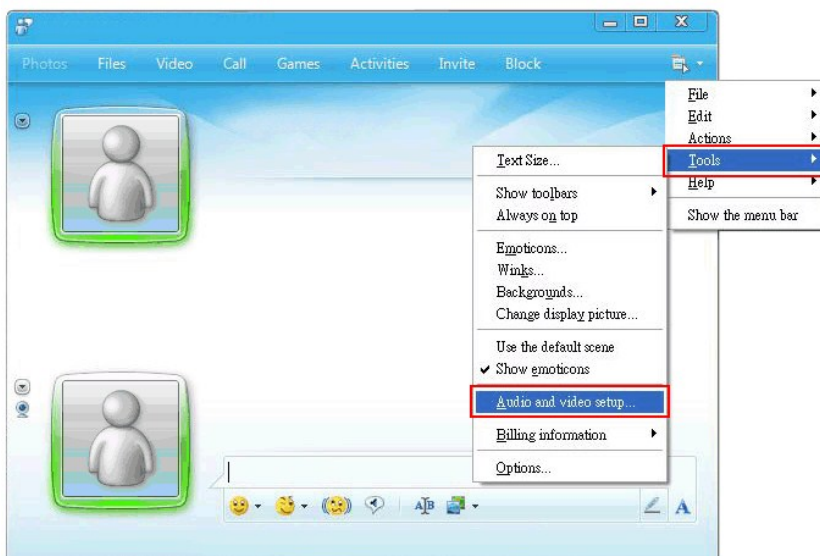 Photos Files Video Call Games Activities Invite Block
File
Edit
Actions
Tools
Help
Show the menu bar
Text Size...
Show toolbars
Always on top
Emoticons...
Winks...
Backgrounds...
Change display picture...
Use the default scene
Show emoticons
Audio and video setup...
Billing information
Options...
AB
A